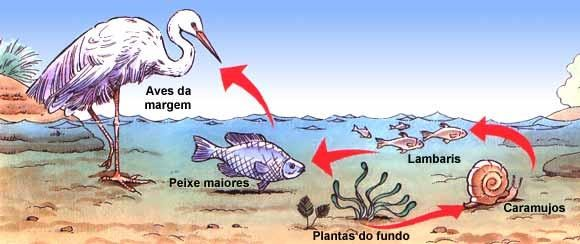 Aves da
margem
Peixe maiores
Lambaris
Caramujos
Plantas do fundo